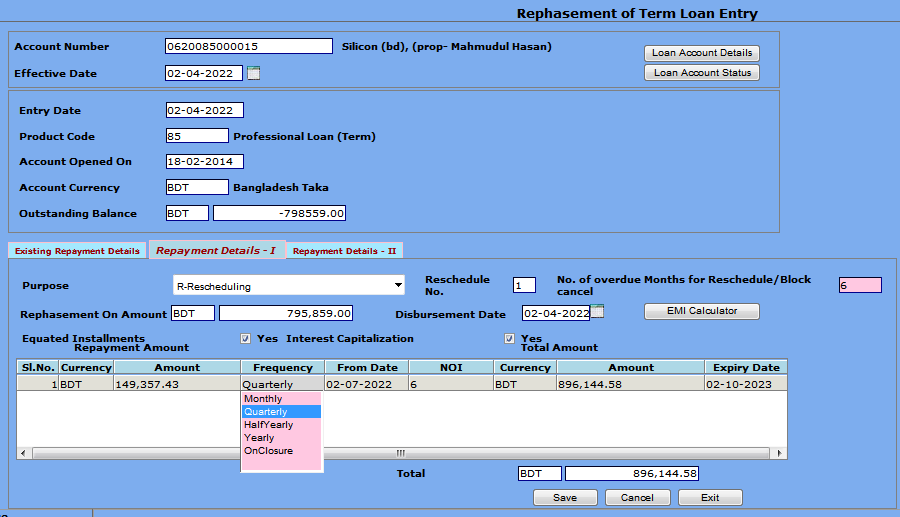 Rephasement of Term Loan Entry
Account Number 0620085000015 Silicon (bd), (prop- Mahmudul Hasan) Loan Account Details
Effective Date 02-04-2022 Loan Account Status
Entry Date 02-04-2022
Product Code 85 Professional Loan (Term)
Account Opened On 18-02-2014
Account Currency BDT Bangladesh Taka
Outstanding Balance BDT -798559.00
Existing Repayment Details Repayment Details - I Repayment Details - II
Purpose R-Rescheduling Reschedule No. 1 No. of overdue Months for Reschedule/Block cancel 6
Rephasement On Amount BDT 795,859.00 Disbursement Date 02-04-2022 EMI Calculator
Equated Installments Yes Interest Capitalization Yes
Repayment Amount Total Amount
Sl.No. Currency Amount Frequency From Date NOI Currency Amount Expiry Date
1 BDT 149,357.43 Quarterly 02-07-2022 6 BDT 896,144.58 02-10-2023
Monthly
Quarterly
HalfYearly
Yearly
OnClosure
Total BDT 896,144.58
Save Cancel Exit